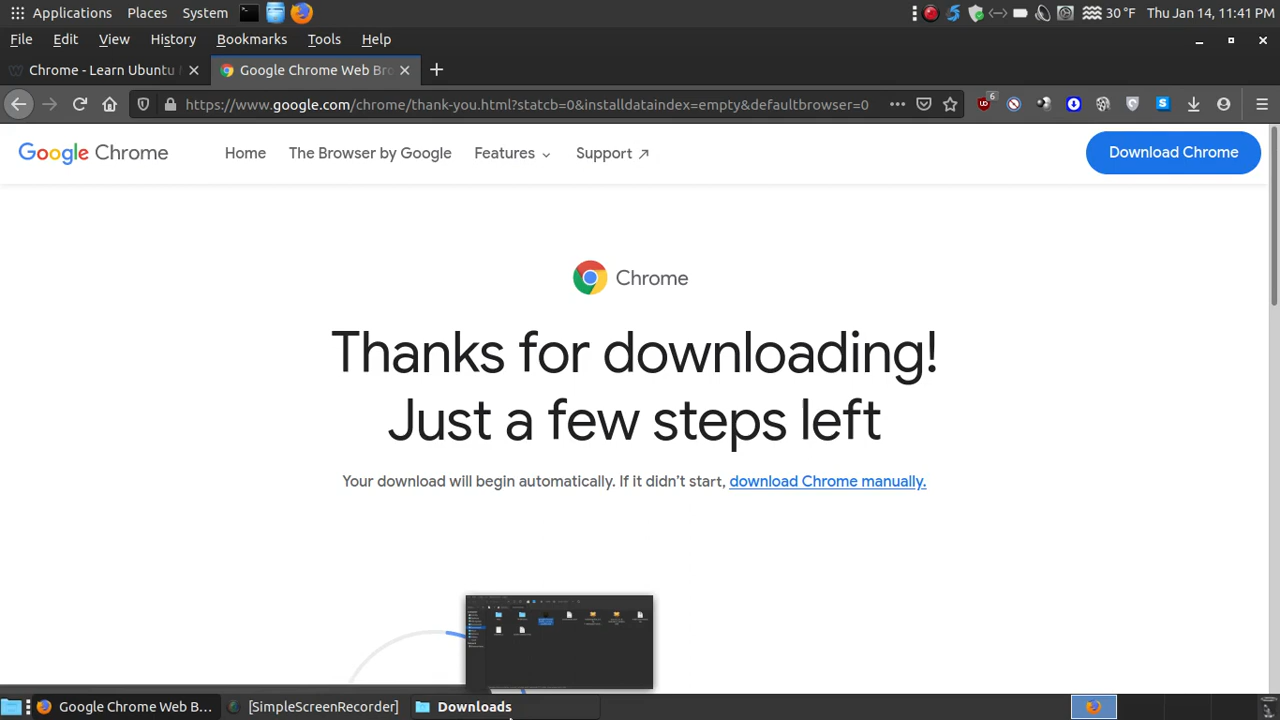 Applications Places System 30 °F Thu Jan 14, 11:41 PM
File Edit View History Bookmarks Tools Help
Chrome - Learn Ubuntu Google Chrome Web Bro
https://www.google.com/chrome/thank-you.html?statcb=0&installdataindex=empty&defaultbrowser=0 6
Google Chrome Home The Browser by Google Features Support Download Chrome
Chrome
Thanks for downloading!
Just a few steps left
Your download will begin automatically. If it didn't start, download Chrome manually.
Google Chrome Web B... [SimpleScreenRecorder] Downloads